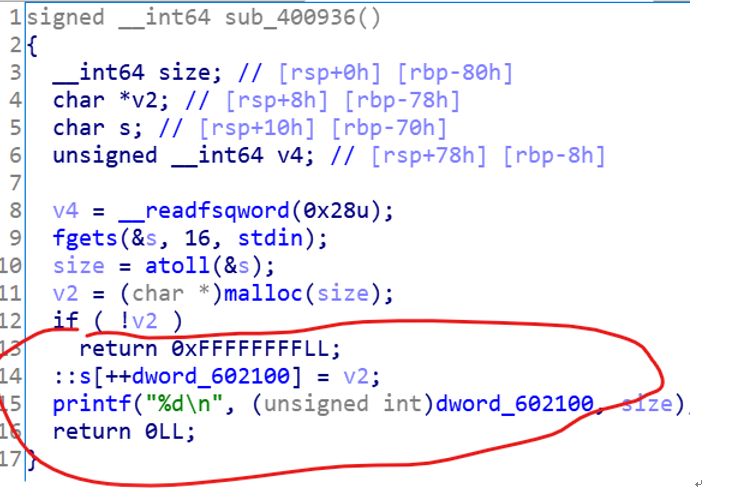 1 signed __int64 sub_400936()
2 {
3   __int64 size; // [rsp+0h] [rbp-80h]
4   char *v2; // [rsp+8h] [rbp-78h]
5   char s; // [rsp+10h] [rbp-70h]
6   unsigned __int64 v4; // [rsp+78h] [rbp-8h]
7
8   v4 = __readfsqword(0x28u);
9   fgets(&s, 16, stdin);
10   size = atoll(&s);
11   v2 = (char *)malloc(size);
12   if ( !v2 )
13     return 0xFFFFFFFFLL;
14   ::s[++dword_602100] = v2;
15   printf("%d\n", (unsigned int)dword_602100, size)
16   return 0LL;
17 }